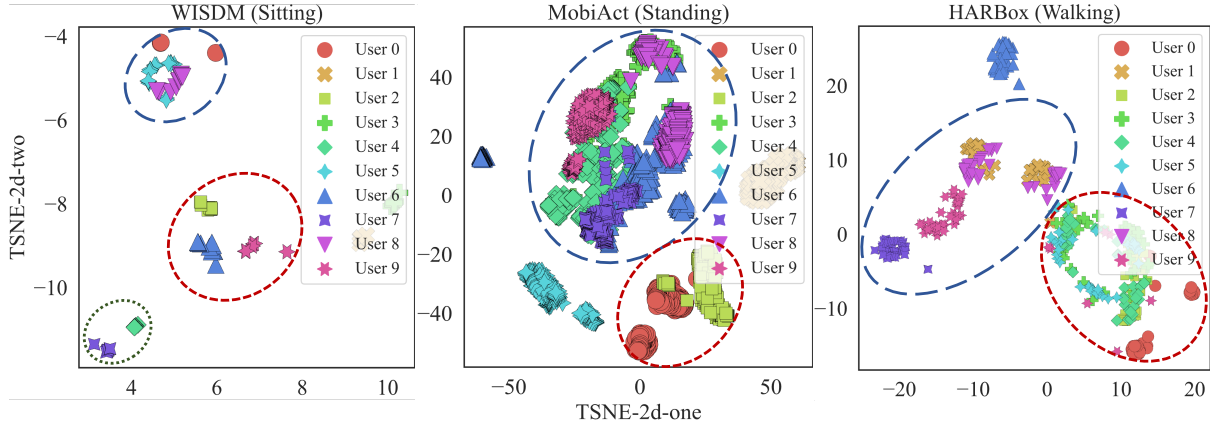 WISDM (Sitting)
MobiAct (Standing)
HARBox (Walking)
TSNE-2d-two
−4
−6
−8
−10
4
6
8
10
User 0
User 1
User 2
User 3
User 4
User 5
User 6
User 7
User 8
User 9
40
20
0
−20
−40
−50
0
50
User 0
User 1
User 2
User 3
User 4
User 5
User 6
User 7
User 8
User 9
20
10
0
−10
−20
−10
0
10
20
User 0
User 1
User 2
User 3
User 4
User 5
User 6
User 7
User 8
User 9
TSNE-2d-one